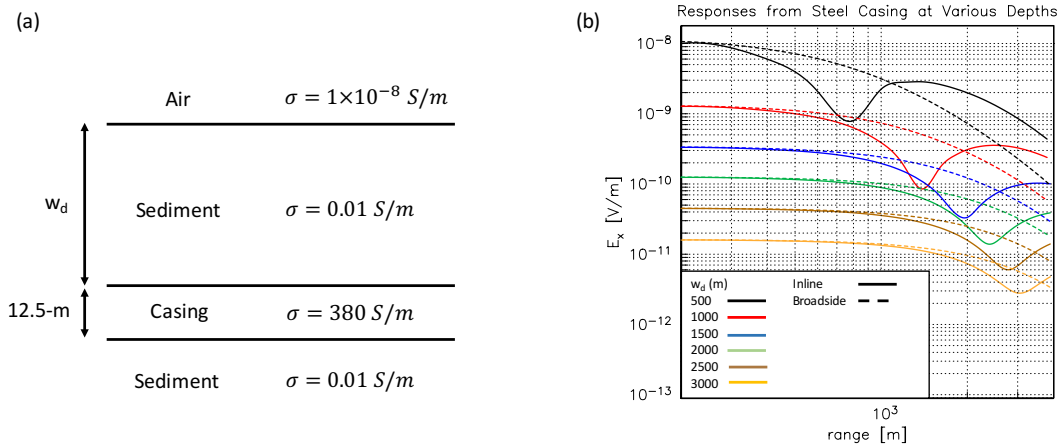 (a)
Air σ = 1×10⁻⁸ S/m
w_d
Sediment σ = 0.01 S/m
12.5-m Casing σ = 380 S/m
Sediment σ = 0.01 S/m
(b)
Responses from Steel Casing at Various Depths
10⁻⁸
10⁻⁹
10⁻¹⁰
10⁻¹¹
10⁻¹²
10⁻¹³
E_x [V/m]
w_d (m) Inline
500 Broadside
1000
1500
2000
2500
3000
10³
range [m]